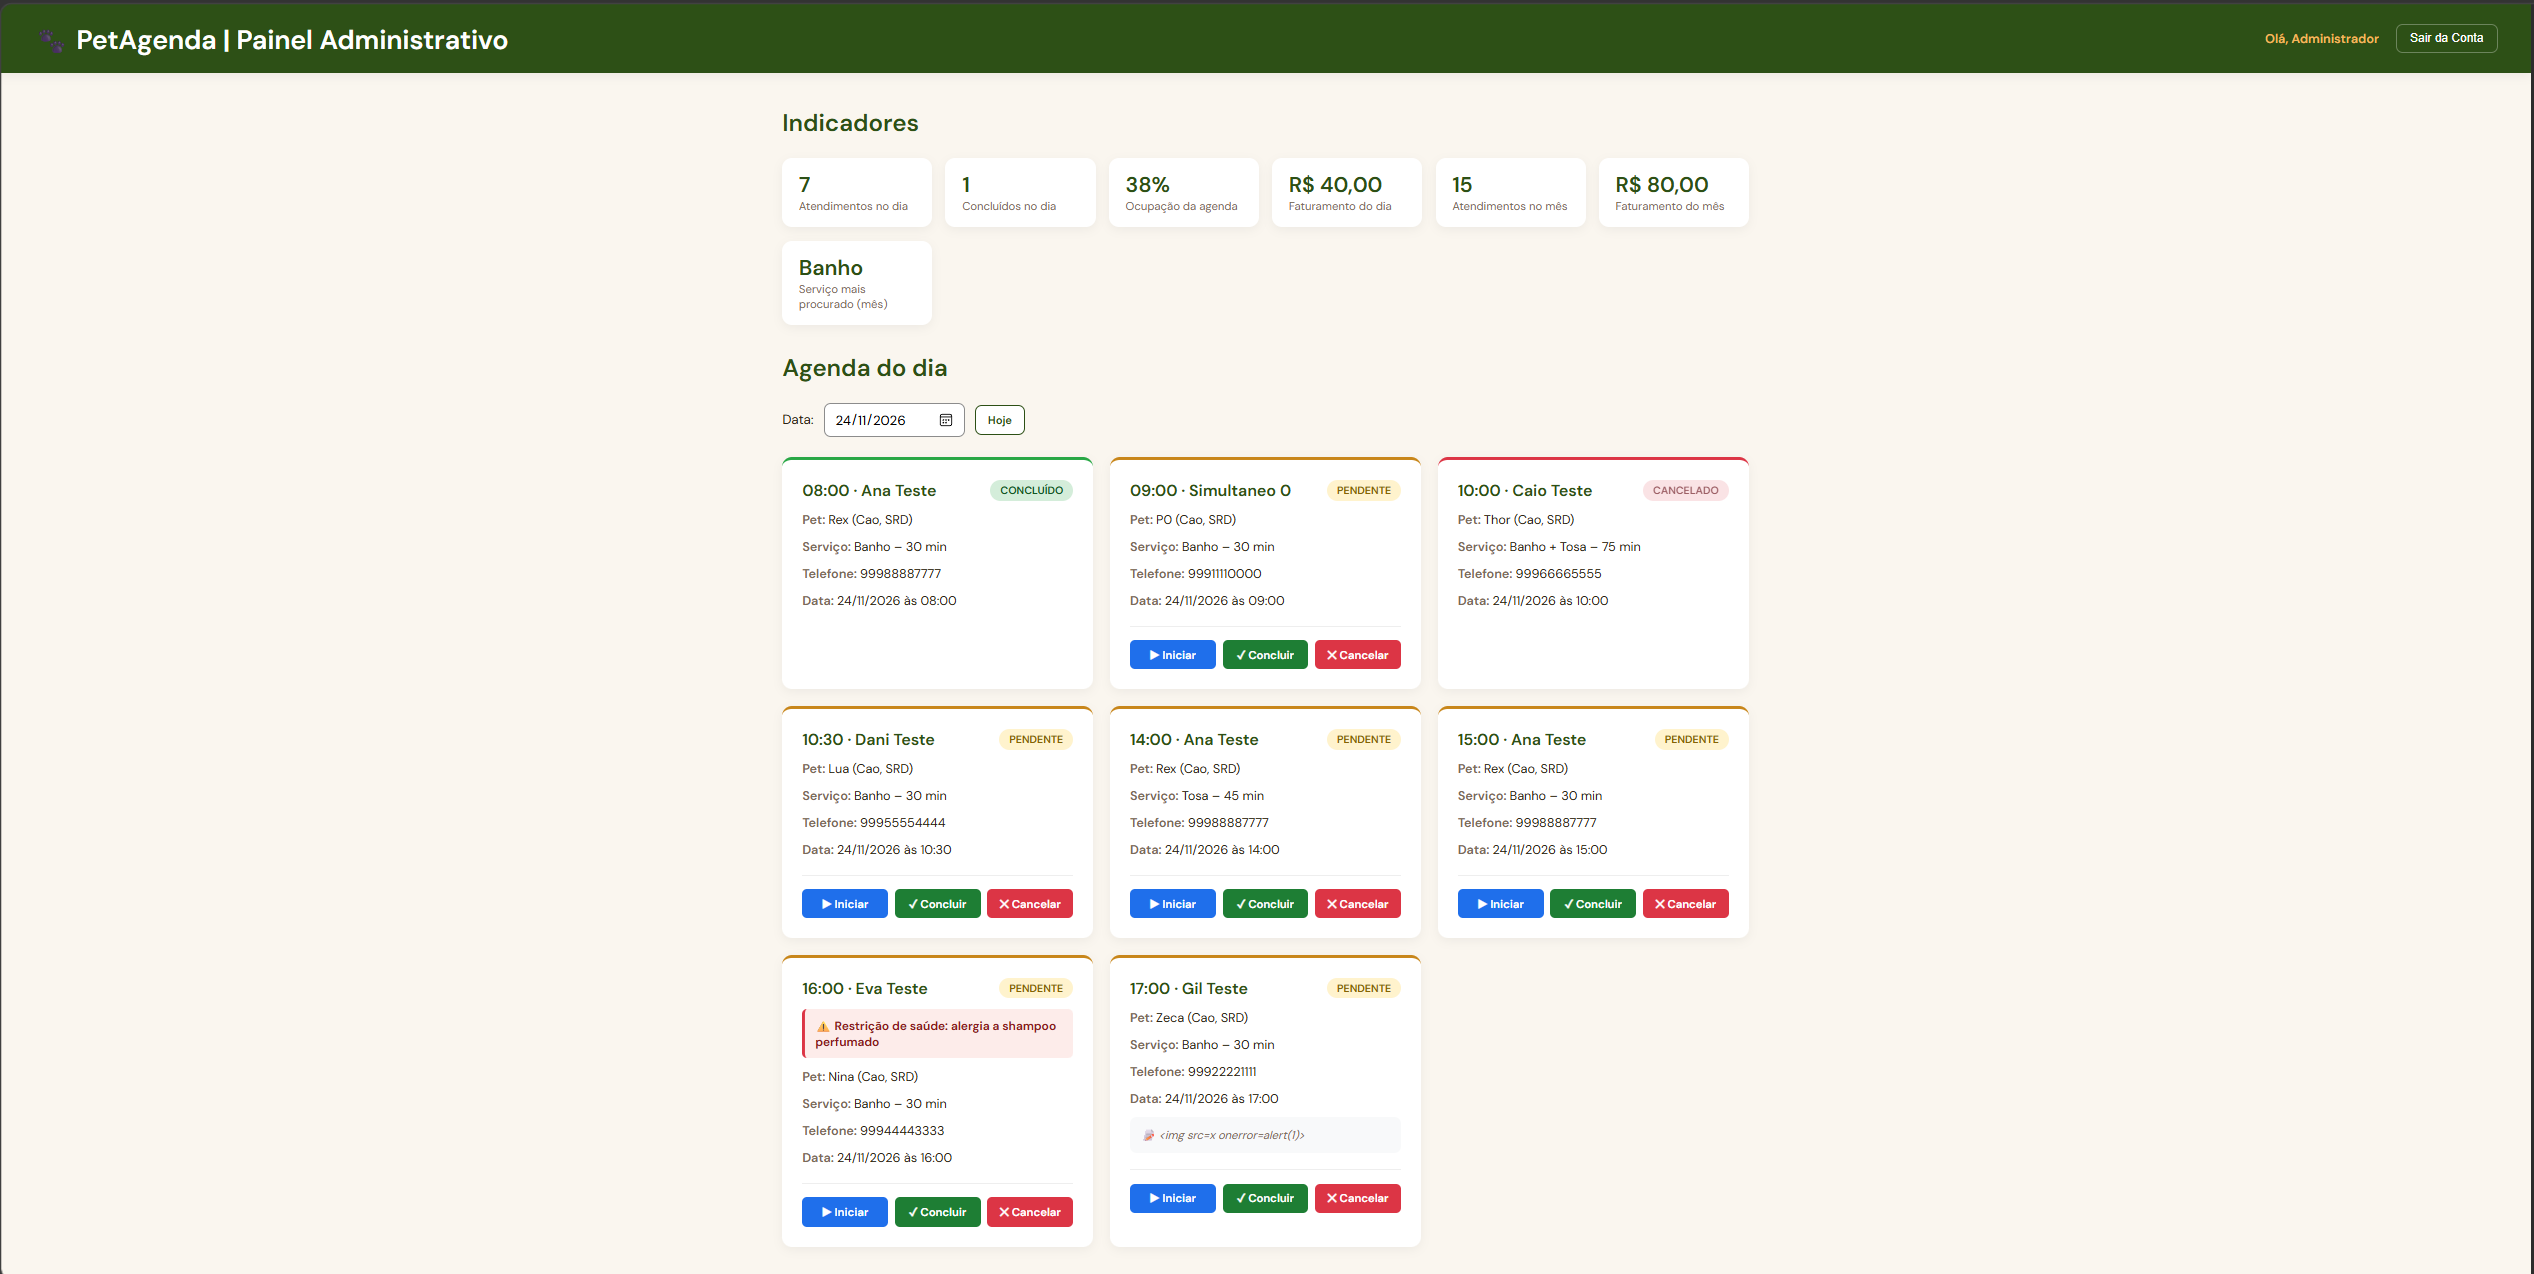 PetAgenda | Painel Administrativo
Olá, Administrador
Sair da Conta
Indicadores
7
Atendimentos no dia
1
Concluídos no dia
38%
Ocupação da agenda
R$ 40,00
Faturamento do dia
15
Atendimentos no mês
R$ 80,00
Faturamento do mês
Banho
Serviço mais
procurado (mês)
Agenda do dia
Data: 24/11/2026 Hoje
08:00 · Ana Teste CONCLUÍDO
Pet: Rex (Cao, SRD)
Serviço: Banho – 30 min
Telefone: 99988887777
Data: 24/11/2026 às 08:00
09:00 · Simultaneo 0 PENDENTE
Pet: P0 (Cao, SRD)
Serviço: Banho – 30 min
Telefone: 99911110000
Data: 24/11/2026 às 09:00
▶ Iniciar ✓ Concluir ✕ Cancelar
10:00 · Caio Teste CANCELADO
Pet: Thor (Cao, SRD)
Serviço: Banho + Tosa – 75 min
Telefone: 99966665555
Data: 24/11/2026 às 10:00
10:30 · Dani Teste PENDENTE
Pet: Lua (Cao, SRD)
Serviço: Banho – 30 min
Telefone: 99955554444
Data: 24/11/2026 às 10:30
▶ Iniciar ✓ Concluir ✕ Cancelar
14:00 · Ana Teste PENDENTE
Pet: Rex (Cao, SRD)
Serviço: Tosa – 45 min
Telefone: 99988887777
Data: 24/11/2026 às 14:00
▶ Iniciar ✓ Concluir ✕ Cancelar
15:00 · Ana Teste PENDENTE
Pet: Rex (Cao, SRD)
Serviço: Banho – 30 min
Telefone: 99988887777
Data: 24/11/2026 às 15:00
▶ Iniciar ✓ Concluir ✕ Cancelar
16:00 · Eva Teste PENDENTE
⚠️ Restrição de saúde: alergia a shampoo
perfumado
Pet: Nina (Cao, SRD)
Serviço: Banho – 30 min
Telefone: 99944443333
Data: 24/11/2026 às 16:00
▶ Iniciar ✓ Concluir ✕ Cancelar
17:00 · Gil Teste PENDENTE
Pet: Zeca (Cao, SRD)
Serviço: Banho – 30 min
Telefone: 99922221111
Data: 24/11/2026 às 17:00
<img src=x onerror=alert(1)>
▶ Iniciar ✓ Concluir ✕ Cancelar